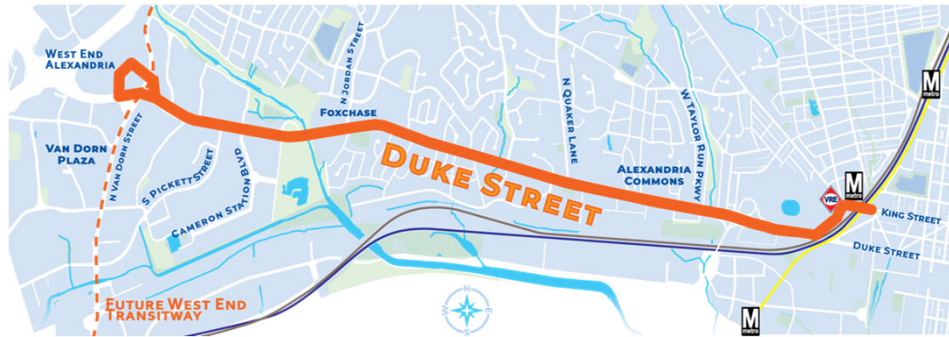 WEST END
ALEXANDRIA
N JORDAN STREET
FOXCHASE
N QUAKER LANE
W TAYLOR RUN PKWY
M
metro
VAN DORN
PLAZA
N VAN DORN STREET
S PICKETT STREET
CAMERON STATION BLVD
DUKE STREET
ALEXANDRIA
COMMONS
VRE
M
metro
KING STREET
DUKE STREET
FUTURE WEST END
TRANSITWAY
N
W
E
S
M
metro